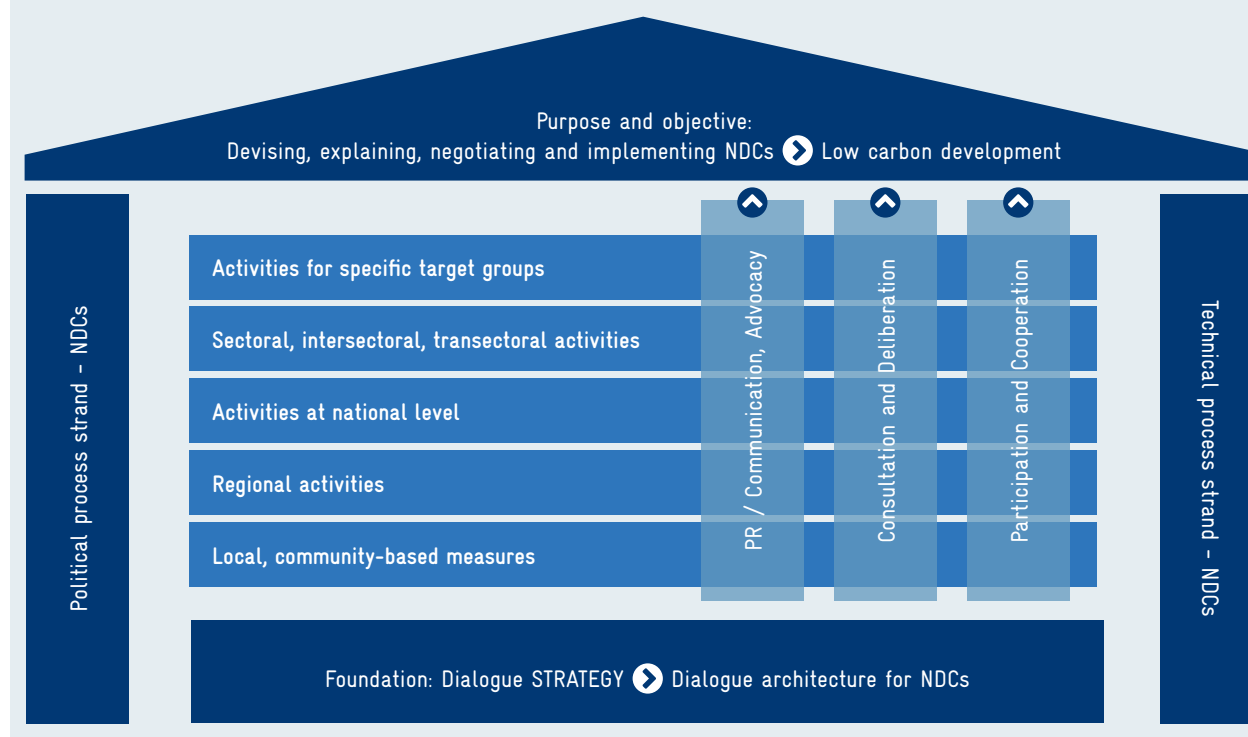 Purpose and objective:
Devising, explaining, negotiating and implementing NDCs Low carbon development
Political process strand – NDCs
Activities for specific target groups
Sectoral, intersectoral, transectoral activities
Activities at national level
Regional activities
Local, community-based measures
PR / Communication, Advocacy
Consultation and Deliberation
Participation and Cooperation
Technical process strand – NDCs
Foundation: Dialogue STRATEGY Dialogue architecture for NDCs